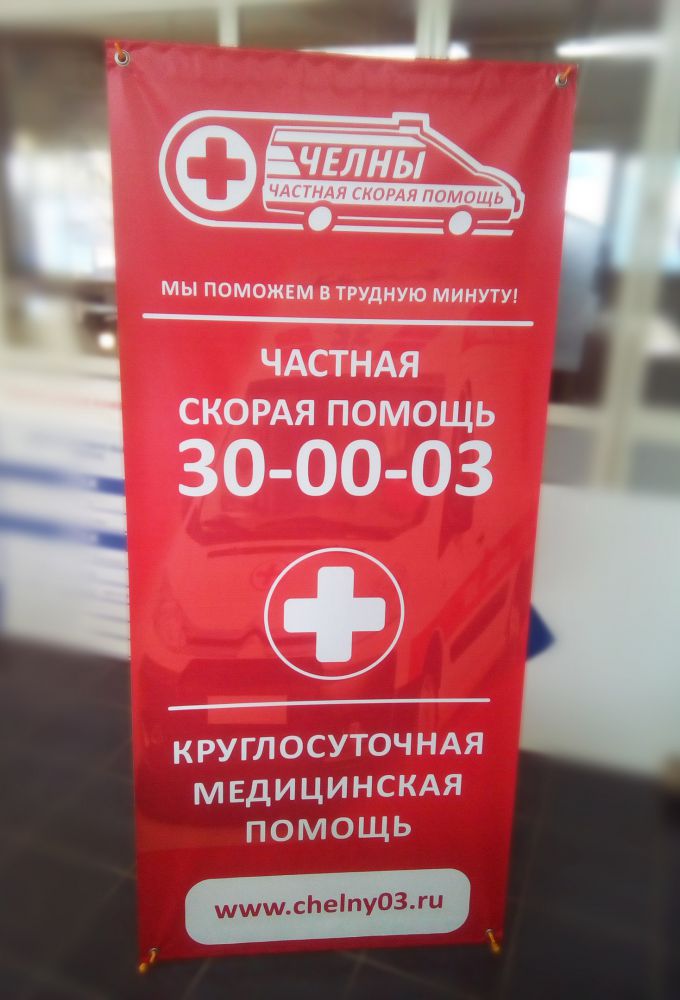 ЧЕЛНЫ
ЧАСТНАЯ СКОРАЯ ПОМОЩЬ
МЫ ПОМОЖЕМ В ТРУДНУЮ МИНУТУ!
ЧАСТНАЯ
СКОРАЯ ПОМОЩЬ
30-00-03
КРУГЛОСУТОЧНАЯ
МЕДИЦИНСКАЯ
ПОМОЩЬ
www.chelny03.ru